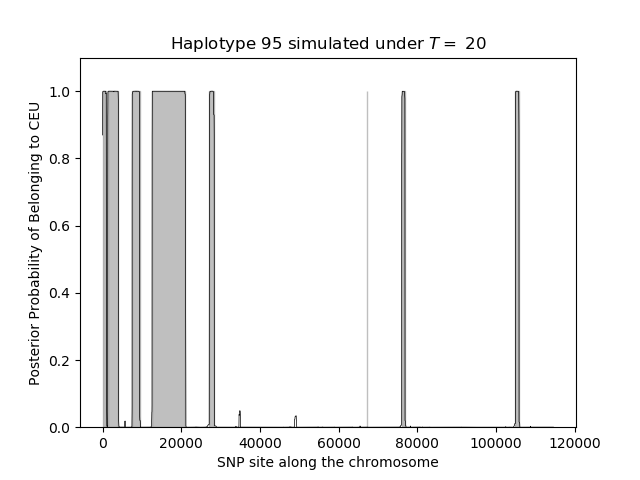 Haplotype 95 simulated under T = 20
Posterior Probability of Belonging to CEU
1.0
0.8
0.6
0.4
0.2
0.0
0 20000 40000 60000 80000 100000 120000
SNP site along the chromosome